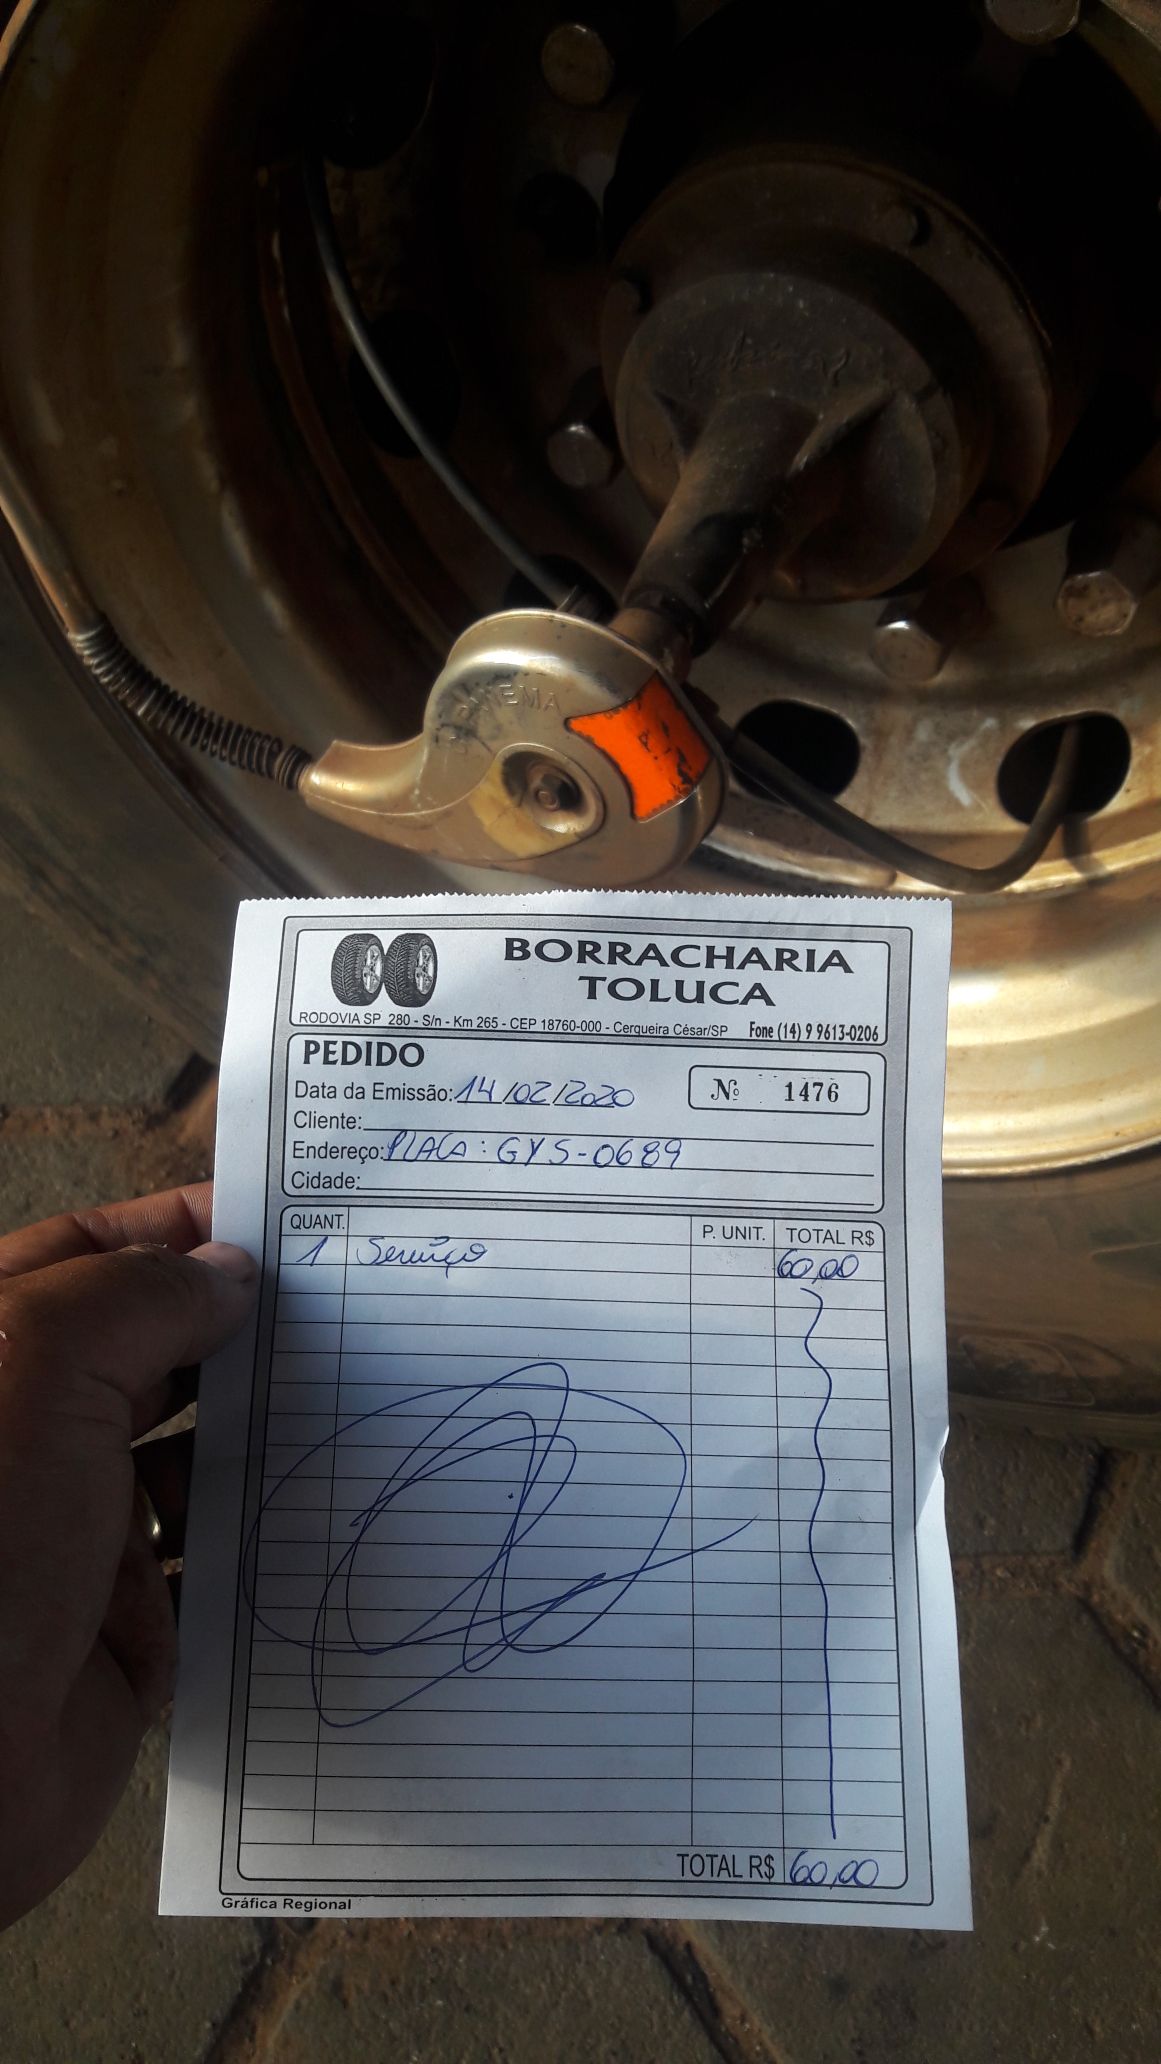 BORRACHARIA
TOLUCA
RODOVIA SP 280 - S/n - Km 265 - CEP 18760-000 - Cerqueira César/SP Fone (14) 9 9613-0206
PEDIDO
Data da Emissão: 14/02/2020 Nº 1476
Cliente:
Endereço: PLACA: GYS-0689
Cidade:
QUANT. P. UNIT. TOTAL R$
1 Serviço 60,00
TOTAL R$ 60,00
Gráfica Regional